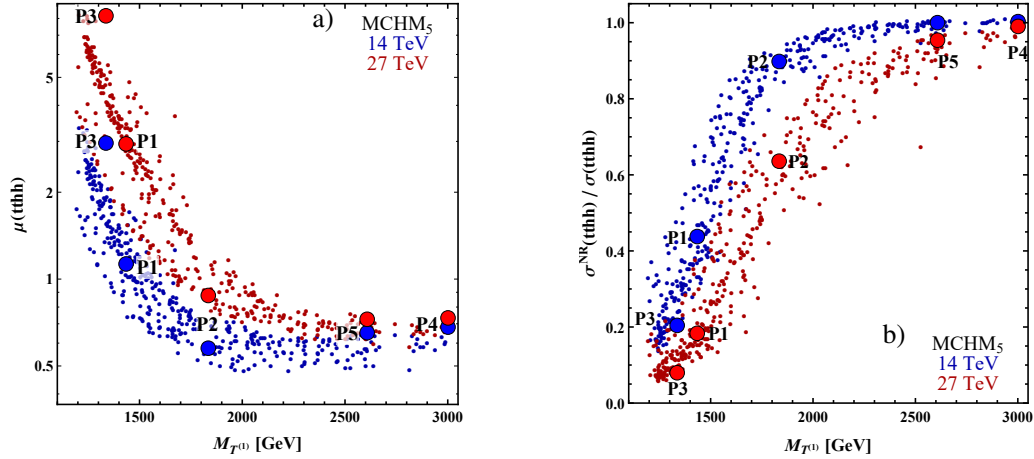 a)
MCHM5
14 TeV
27 TeV
P3
P3
P1
P1
P2
P5
P4
5
2
1
0.5
μ(tthh)
1500
2000
2500
3000
M_T(1) [GeV]
b)
MCHM5
14 TeV
27 TeV
P2
P5
P4
P2
P1
P3
P1
P3
1.0
0.8
0.6
0.4
0.2
0.0
σ^NR(tthh) / σ(tthh)
1500
2000
2500
3000
M_T(1) [GeV]